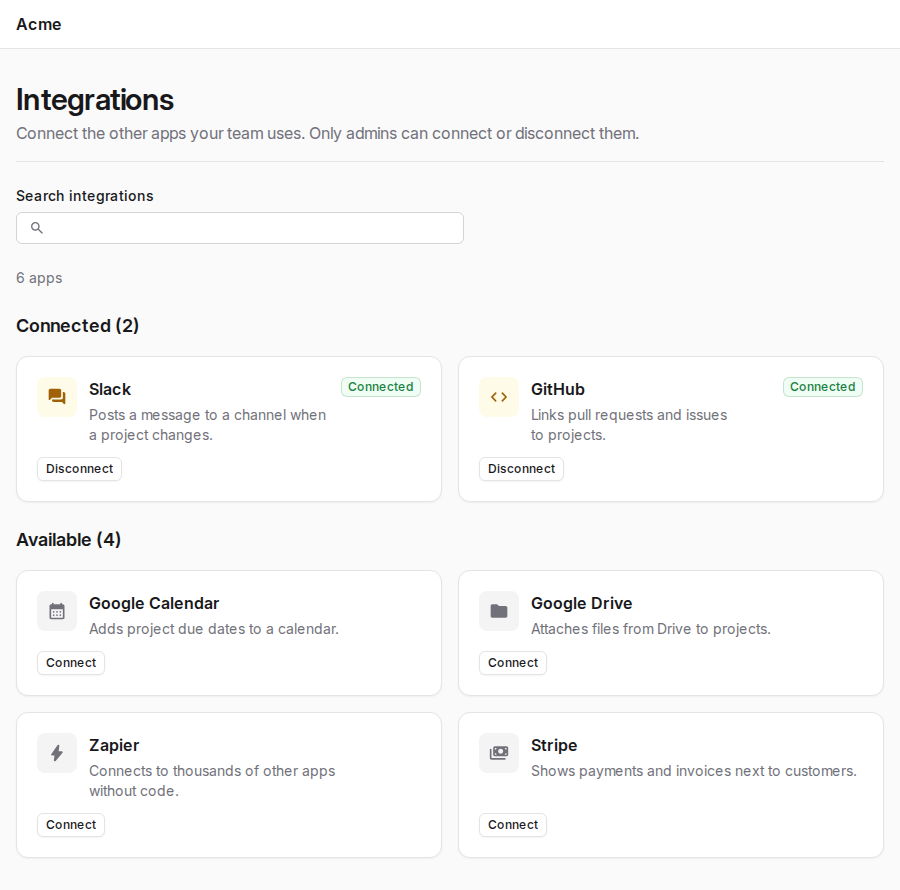 Acme
Integrations
Connect the other apps your team uses. Only admins can connect or disconnect them.
Search integrations
6 apps
Connected (2)
Slack
Connected
Posts a message to a channel when
a project changes.
Disconnect
GitHub
Connected
Links pull requests and issues
to projects.
Disconnect
Available (4)
Google Calendar
Adds project due dates to a calendar.
Connect
Google Drive
Attaches files from Drive to projects.
Connect
Zapier
Connects to thousands of other apps
without code.
Connect
Stripe
Shows payments and invoices next to customers.
Connect